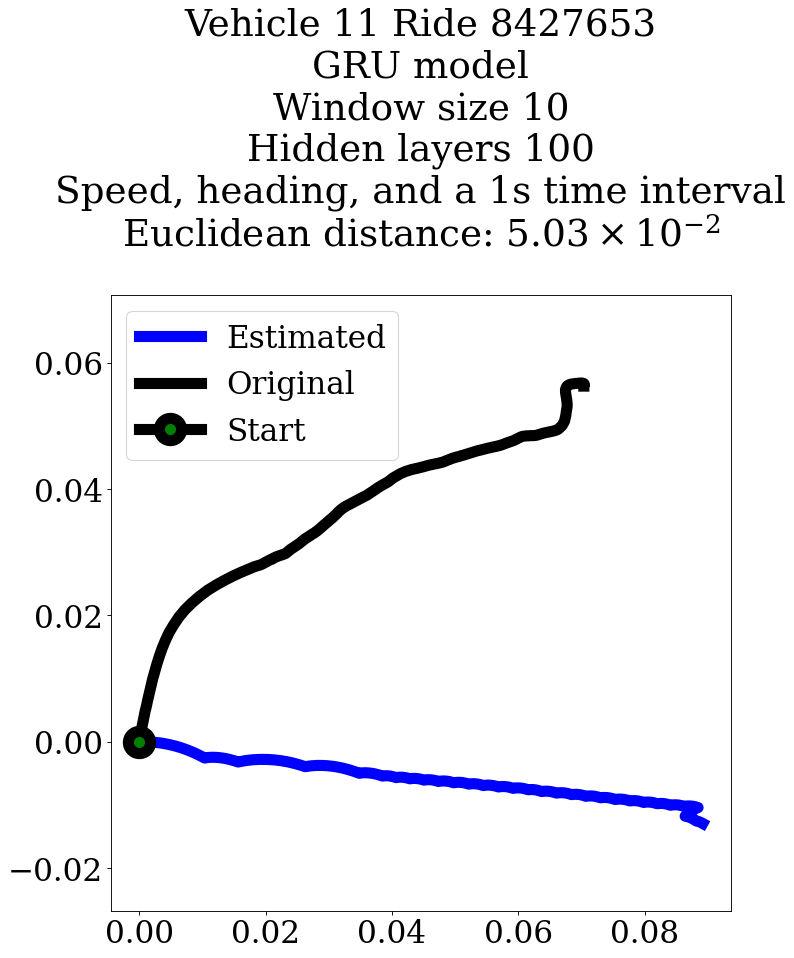 Vehicle 11 Ride 8427653
GRU model
Window size 10
Hidden layers 100
Speed, heading, and a 1s time interval
Euclidean distance: 5.03 × 10⁻²
Estimated
Original
Start
0.06
0.04
0.02
0.00
−0.02
0.00 0.02 0.04 0.06 0.08